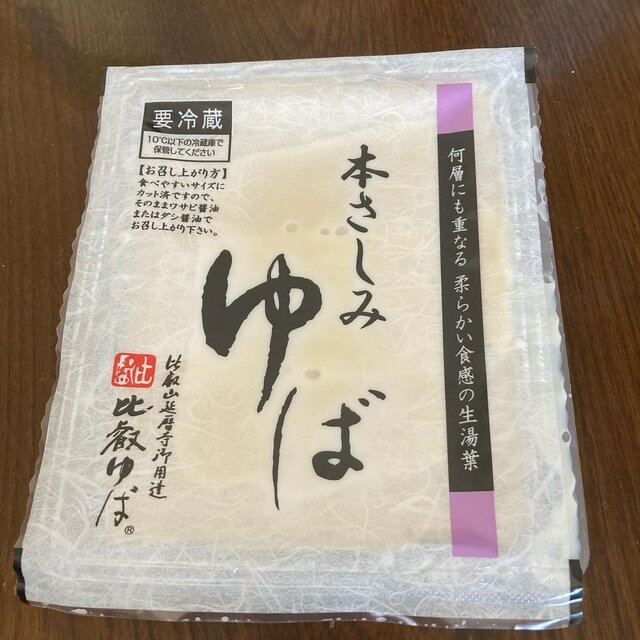 何層にも重なる 柔らかい食感の生湯葉
本さしみ
ゆば
要冷蔵
10℃以下の冷蔵庫で
保管してください
【お召し上がり方】
食べやすいサイズに
カット済ですので、
そのままワサビ醤油
またはダシ醤油で
お召し上がり下さい。
比叡山延暦寺御用達
比叡ゆば®